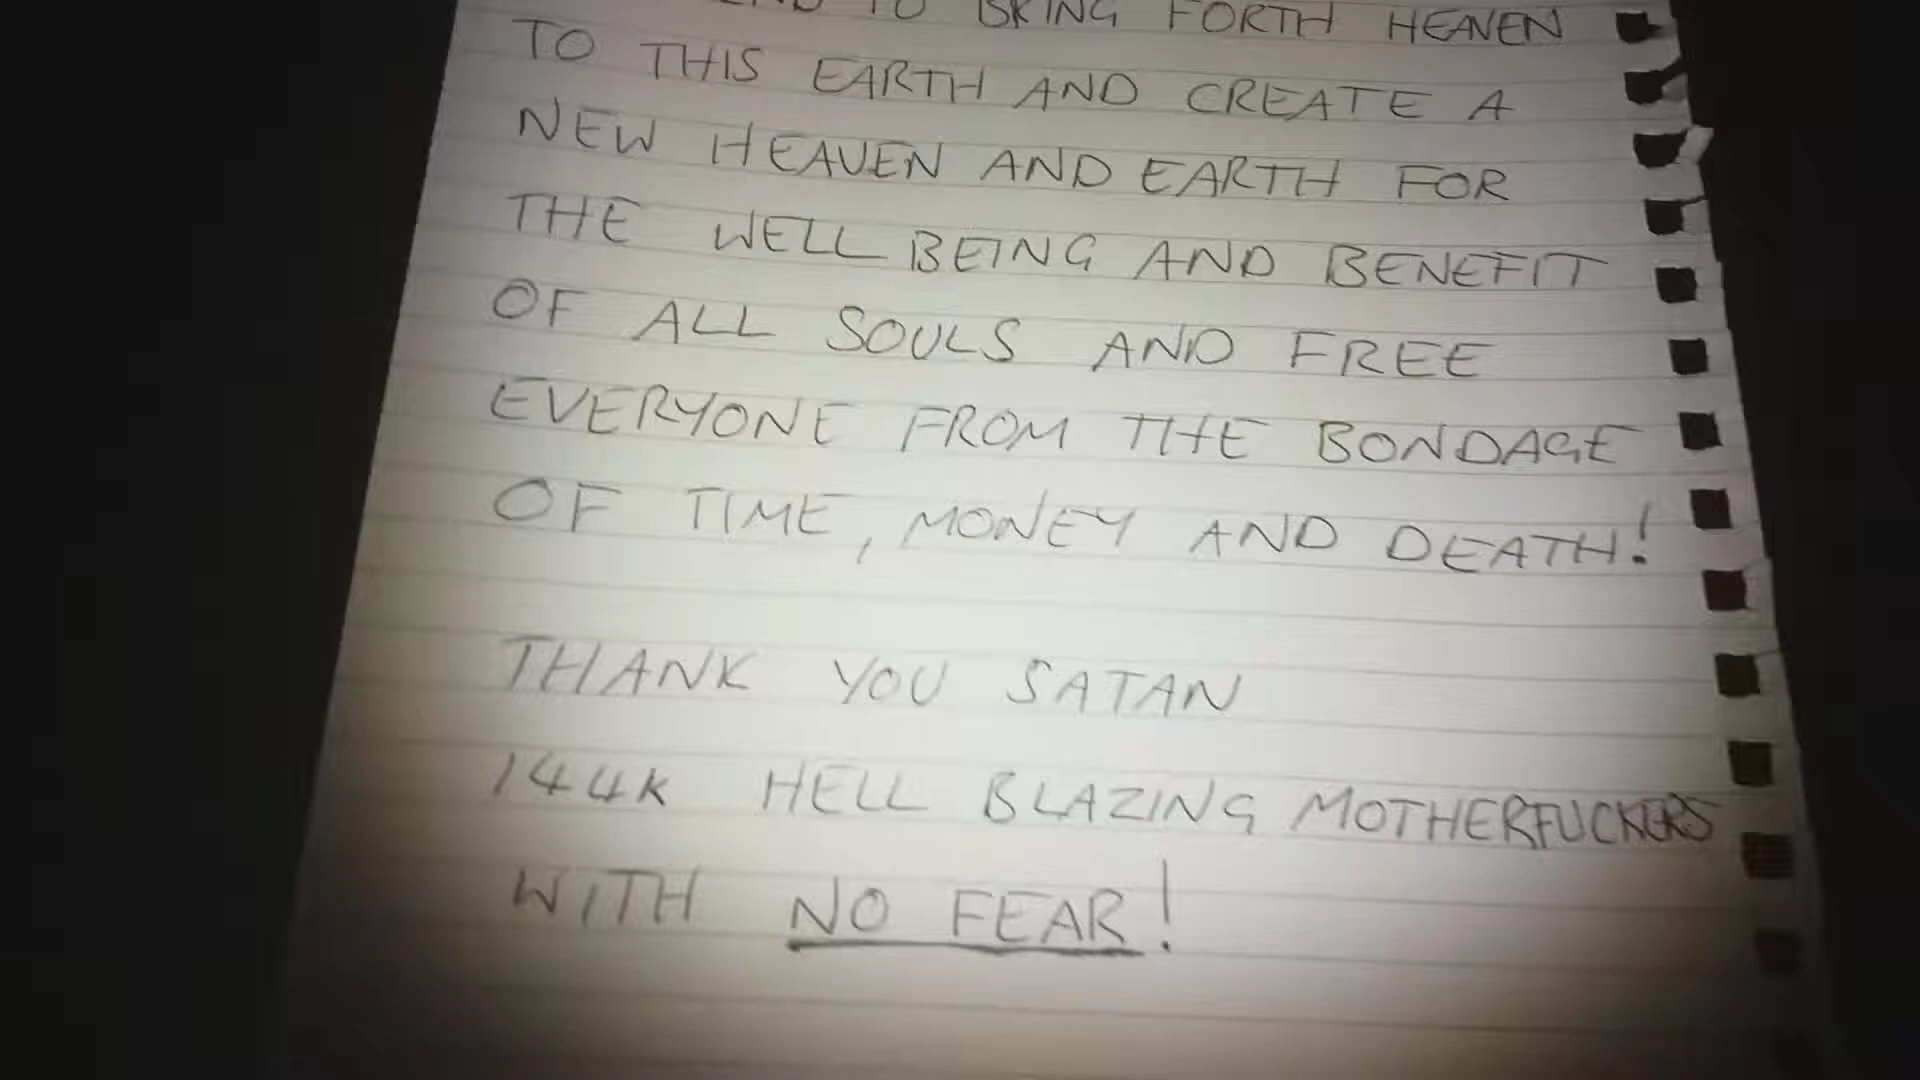 TO BRING FORTH HEAVEN
TO THIS EARTH AND CREATE A
NEW HEAVEN AND EARTH FOR
THE WELL BEING AND BENEFIT
OF ALL SOULS AND FREE
EVERYONE FROM THE BONDAGE
OF TIME, MONEY AND DEATH!
THANK YOU SATAN
144K HELL BLAZING MOTHERFUCKERS
WITH NO FEAR!